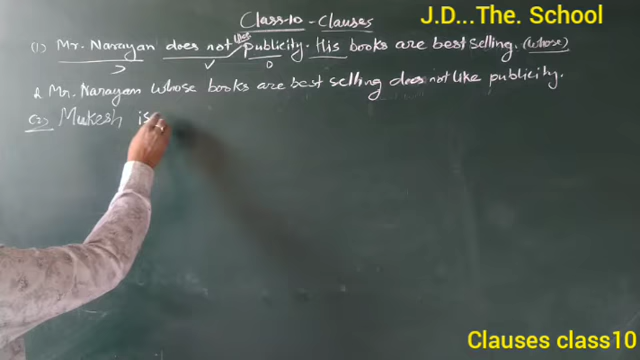 J.D...The. School
Class-10 - Clauses
(1) Mr. Narayan does not like publicity. His books are best selling. (whose)
S V O
Mr. Narayan whose books are best selling does not like publicity.
(2) Mukesh is
Clauses class10